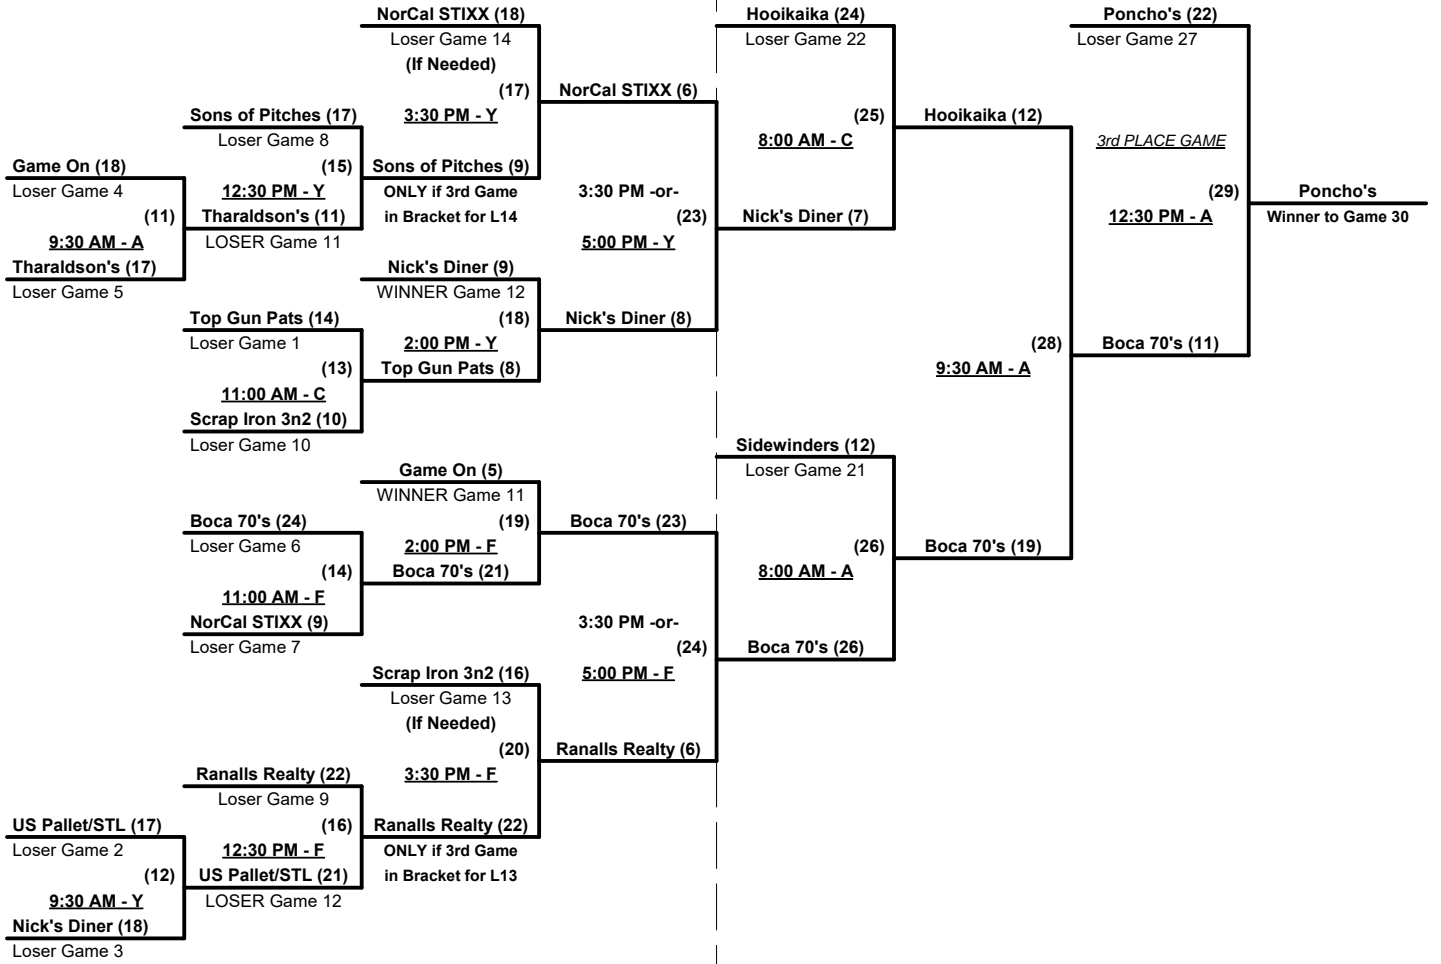 NorCal STIXX (18)
Loser Game 14
(If Needed)
(17)
3:30 PM - Y
Hooikaika (24)
Loser Game 22
Poncho's (22)
Loser Game 27
NorCal STIXX (6)
Sons of Pitches (17)
Loser Game 8
(15)
12:30 PM - Y
Tharaldson's (11)
LOSER Game 11
Game On (18)
Loser Game 4
(11)
9:30 AM - A
Tharaldson's (17)
Loser Game 5
Sons of Pitches (9)
ONLY if 3rd Game
in Bracket for L14
3:30 PM -or-
(23)
5:00 PM - Y
(25)
8:00 AM - C
Hooikaika (12)
3rd PLACE GAME
(29)
12:30 PM - A
Poncho's
Winner to Game 30
Nick's Diner (7)
Nick's Diner (9)
WINNER Game 12
(18)
2:00 PM - Y
Top Gun Pats (8)
Nick's Diner (8)
Top Gun Pats (14)
Loser Game 1
(13)
11:00 AM - C
Scrap Iron 3n2 (10)
Loser Game 10
(28)
9:30 AM - A
Boca 70's (11)
Sidewinders (12)
Loser Game 21
Game On (5)
WINNER Game 11
(19)
2:00 PM - F
Boca 70's (21)
Boca 70's (23)
Boca 70's (24)
Loser Game 6
(14)
11:00 AM - F
NorCal STIXX (9)
Loser Game 7
(26)
8:00 AM - A
Boca 70's (19)
3:30 PM -or-
(24)
5:00 PM - F
Boca 70's (26)
Scrap Iron 3n2 (16)
Loser Game 13
(If Needed)
(20)
3:30 PM - F
Ranalls Realty (6)
Ranalls Realty (22)
Loser Game 9
(16)
12:30 PM - F
US Pallet/STL (21)
LOSER Game 12
Ranalls Realty (22)
ONLY if 3rd Game
in Bracket for L13
US Pallet/STL (17)
Loser Game 2
(12)
9:30 AM - Y
Nick's Diner (18)
Loser Game 3